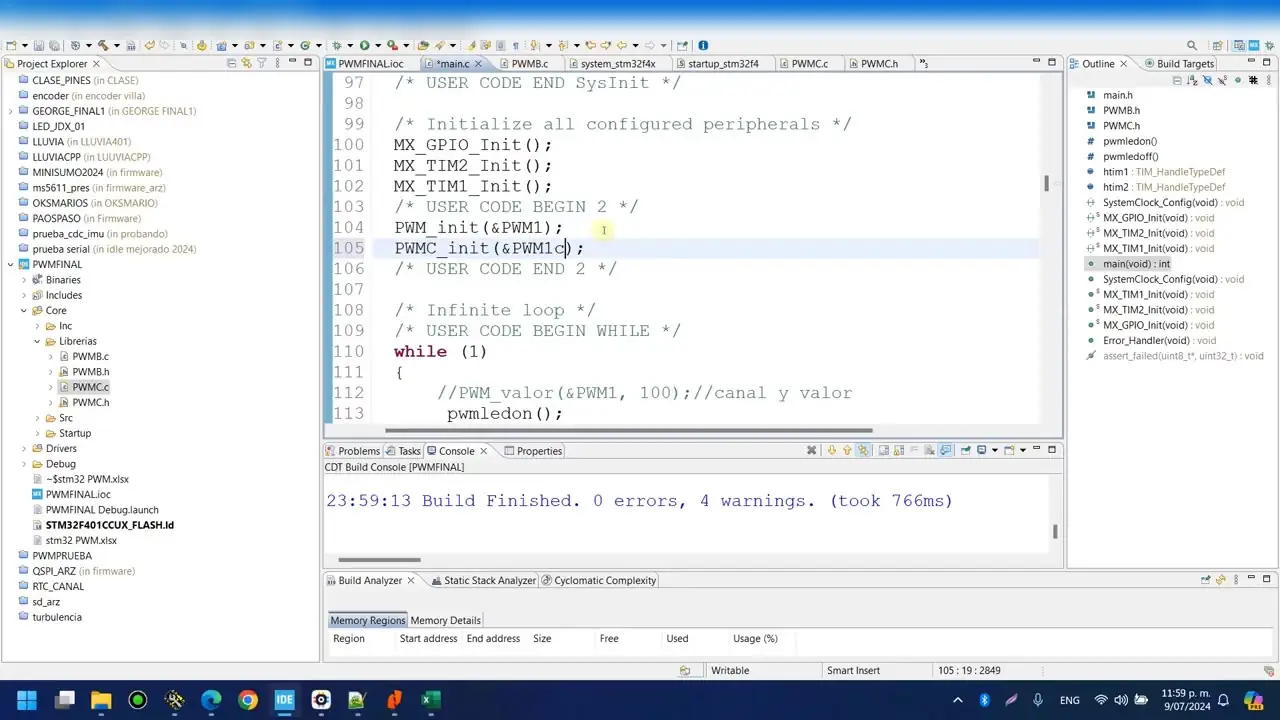 Project Explorer
CLASE_PINES (in CLASE)
encoder (in encoder villa)
GEORGE_FINAL1 (in GEORGE FINAL1)
LED_JDX_01
LLUVIA (in LLUVIA401)
LLUVIACPP (in LUUVIACPP)
MINISUMO2024 (in firmware)
ms5611_pres (in firmware_arz)
OKSMARIOS (in OKSMARIOS)
PAOSPASO (in Firmware)
prueba_cdc_imu (in probando)
prueba serial (in idle mejorado 2024)
PWMFINAL
Binaries
Includes
Core
Inc
Librerias
PWMB.c
PWMB.h
PWMC.c
PWMC.h
Src
Startup
Drivers
Debug
~$stm32 PWM.xlsx
PWMFINAL.ioc
PWMFINAL Debug.launch
STM32F401CCUX_FLASH.ld
stm32 PWM.xlsx
PWMPRUEBA
QSPI_ARZ (in firmware)
RTC_CANAL
sd_arz
turbulencia
PWMFINAL.ioc *main.c PWMB.c system_stm32f4x startup_stm32f4 PWMC.c PWMC.h
97 /* USER CODE END SysInit */
98
99 /* Initialize all configured peripherals */
100 MX_GPIO_Init();
101 MX_TIM2_Init();
102 MX_TIM1_Init();
103 /* USER CODE BEGIN 2 */
104 PWM_init(&PWM1);
105 PWMC_init(&PWM1c);
106 /* USER CODE END 2 */
107
108 /* Infinite loop */
109 /* USER CODE BEGIN WHILE */
110 while (1)
111 {
112 //PWM_valor(&PWM1, 100);//canal y valor
113 pwmledon();
Problems Tasks Console Properties
CDT Build Console [PWMFINAL]
23:59:13 Build Finished. 0 errors, 4 warnings. (took 766ms)
Build Analyzer Static Stack Analyzer Cyclomatic Complexity
Memory Regions Memory Details
Region Start address End address Size Free Used Usage (%)
Outline Build Targets
main.h
PWMB.h
PWMC.h
pwmledon()
pwmledoff()
htim1 : TIM_HandleTypeDef
htim2 : TIM_HandleTypeDef
SystemClock_Config(void) : void
MX_GPIO_Init(void) : void
MX_TIM2_Init(void) : void
MX_TIM1_Init(void) : void
main(void) : int
SystemClock_Config(void) : void
MX_TIM1_Init(void) : void
MX_TIM2_Init(void) : void
MX_GPIO_Init(void) : void
Error_Handler(void) : void
assert_failed(uint8_t*, uint32_t) : void
Writable Smart Insert 105 : 19 : 2849
IDE
ENG
11:59 p. m.
9/07/2024